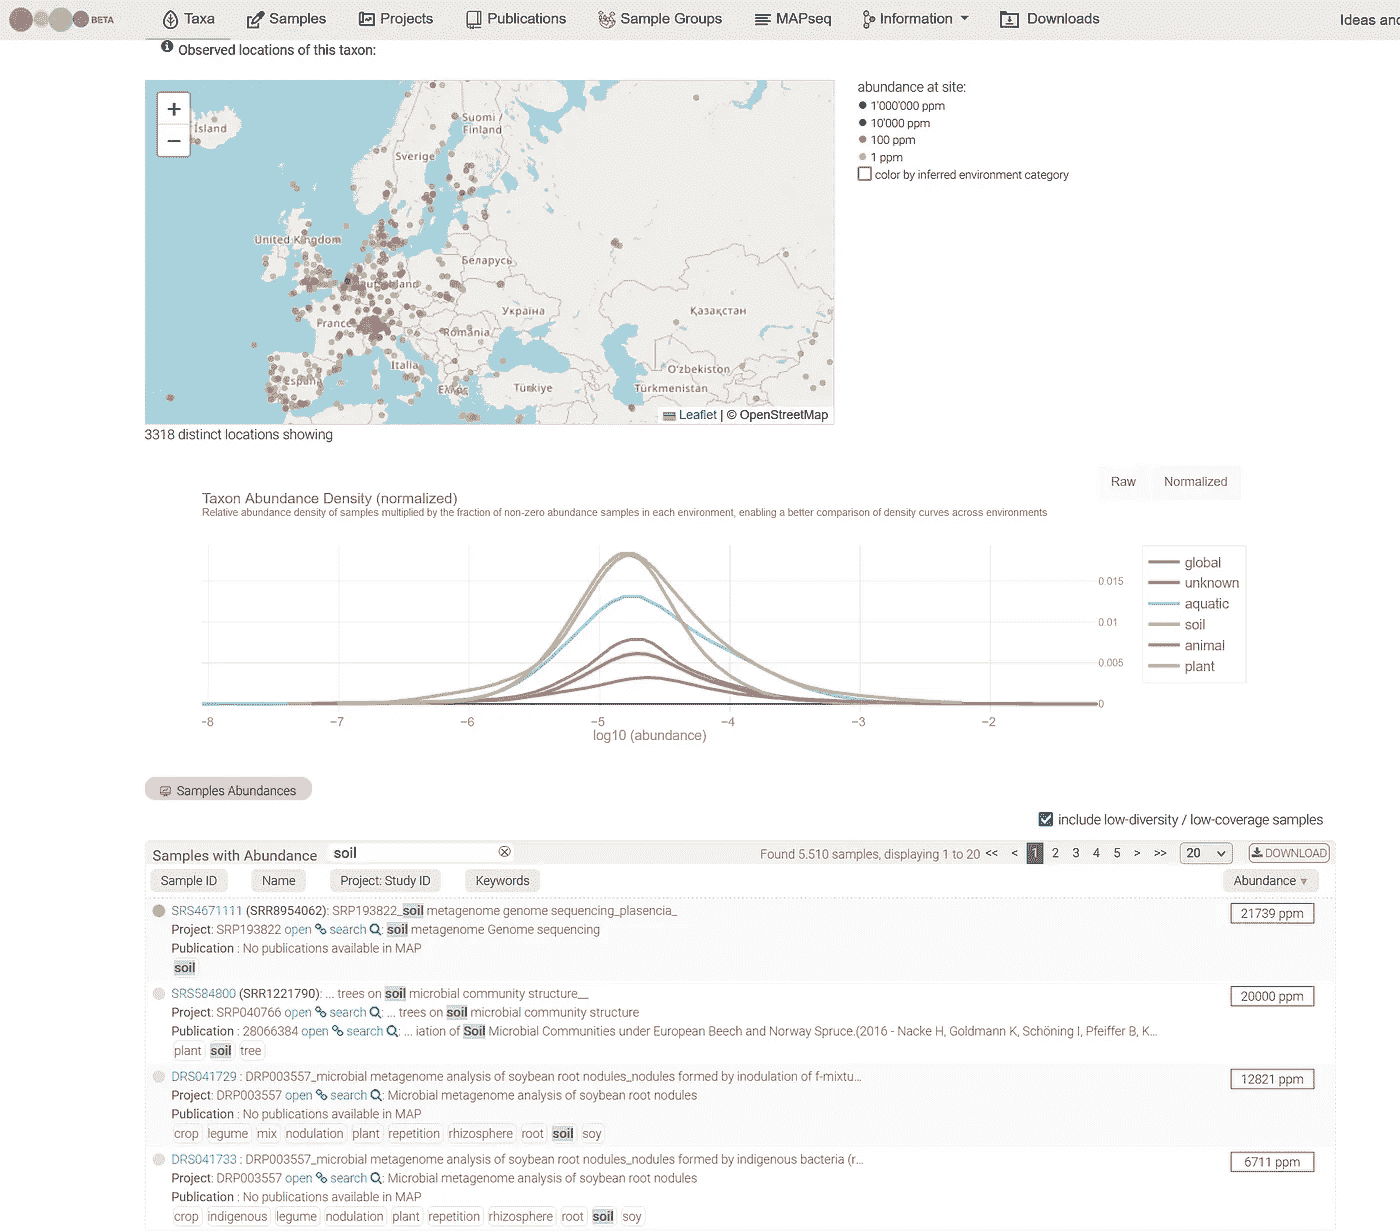 BETA Taxa Samples Projects Publications Sample Groups MAPseq Information Downloads Ideas and
Observed locations of this taxon:
+
−
Ísland
Suomi /
Finland
Sverige
United Kingdom
Беларусь
Deutschland
Україна
France
România
Қазақстан
Italia
España
Ελλάς
Türkiye
O'zbekiston
Türkmenistan
Leaflet | © OpenStreetMap
abundance at site:
1'000'000 ppm
10'000 ppm
100 ppm
1 ppm
color by inferred environment category
3318 distinct locations showing
Raw Normalized
Taxon Abundance Density (normalized)
Relative abundance density of samples multiplied by the fraction of non-zero abundance samples in each environment, enabling a better comparison of density curves across environments
0.015
0.01
0.005
0
−8 −7 −6 −5 −4 −3 −2
log10 (abundance)
global
unknown
aquatic
soil
animal
plant
Samples Abundances
include low-diversity / low-coverage samples
Samples with Abundance soil Found 5.510 samples, displaying 1 to 20 << < 1 2 3 4 5 > >> 20 DOWNLOAD
Sample ID Name Project: Study ID Keywords Abundance
SRS4671111 (SRR8954062): SRP193822_soil metagenome genome sequencing_plasencia_ 21739 ppm
Project: SRP193822 open search : soil metagenome Genome sequencing
Publication : No publications available in MAP
soil
SRS584800 (SRR1221790): ... trees on soil microbial community structure__ 20000 ppm
Project: SRP040766 open search : ... trees on soil microbial community structure
Publication : 28066384 open search : ... iation of Soil Microbial Communities under European Beech and Norway Spruce.(2016 - Nacke H, Goldmann K, Schöning I, Pfeiffer B, K...
plant soil tree
DRS041729 : DRP003557_microbial metagenome analysis of soybean root nodules_nodules formed by inodulation of f-mixtu... 12821 ppm
Project: DRP003557 open search : Microbial metagenome analysis of soybean root nodules
Publication : No publications available in MAP
crop legume mix nodulation plant repetition rhizosphere root soil soy
DRS041733 : DRP003557_microbial metagenome analysis of soybean root nodules_nodules formed by indigenous bacteria (r... 6711 ppm
Project: DRP003557 open search : Microbial metagenome analysis of soybean root nodules
Publication : No publications available in MAP
crop indigenous legume nodulation plant repetition rhizosphere root soil soy